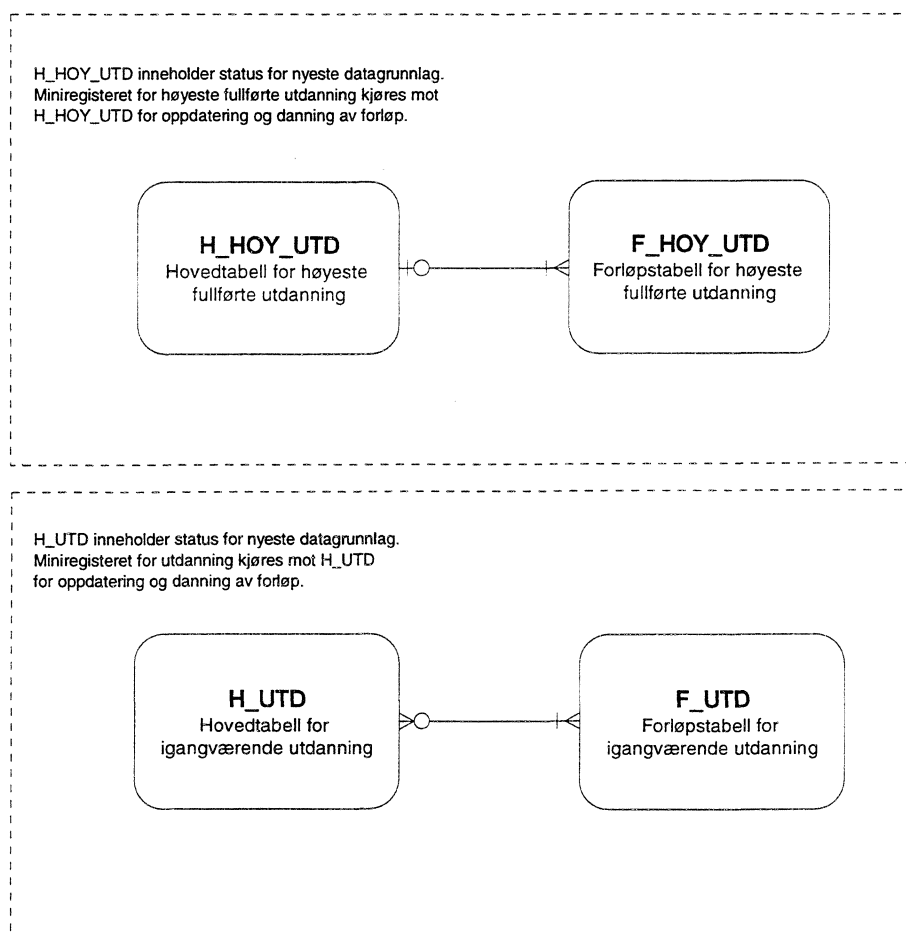 H_HOY_UTD inneholder status for nyeste datagrunnlag.
Miniregisteret for høyeste fullførte utdanning kjøres mot
H_HOY_UTD for oppdatering og danning av forløp.
H_HOY_UTD
Hovedtabell for høyeste
fullførte utdanning
F_HOY_UTD
Forløpstabell for høyeste
fullførte utdanning
H_UTD inneholder status for nyeste datagrunnlag.
Miniregisteret for utdanning kjøres mot H_UTD
for oppdatering og danning av forløp.
H_UTD
Hovedtabell for
igangværende utdanning
F_UTD
Forløpstabell for
igangværende utdanning